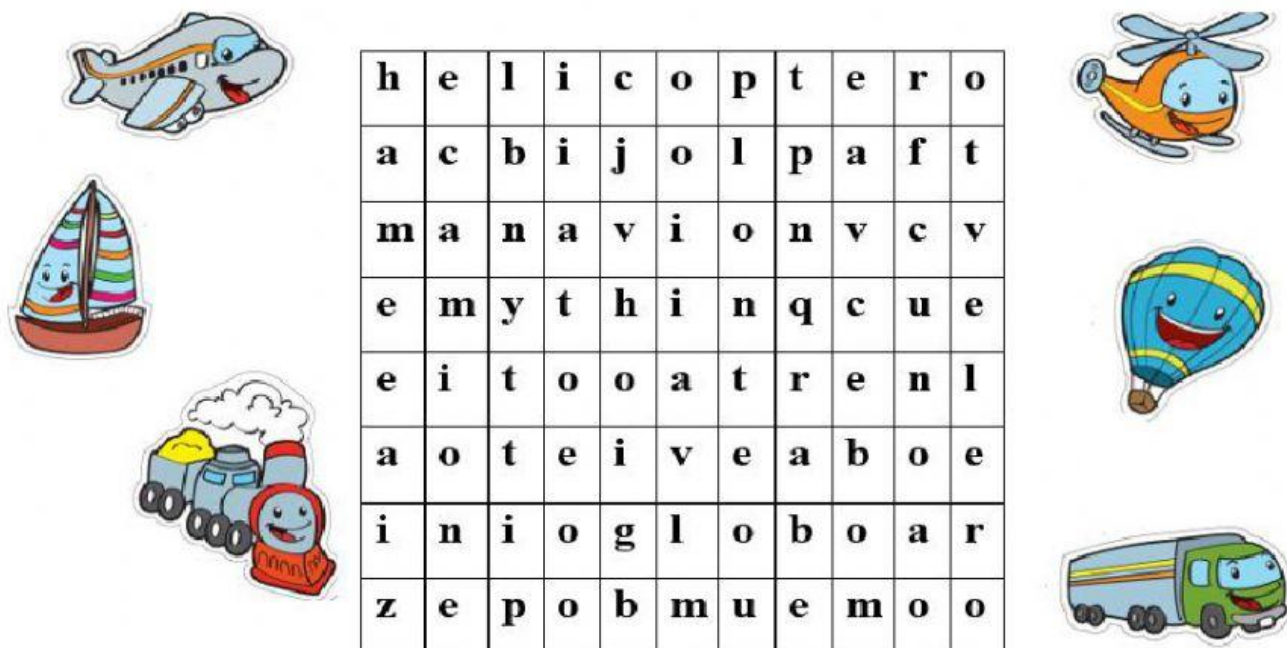 h e l i c o p t e r o
a c b i j o l p a f t
m a n a v i o n v c v
e m y t h i n q c u e
e i t o o a t r e n l
a o t e i v e a b o e
i n i o g l o b o a r
z e p o b m u e m o o